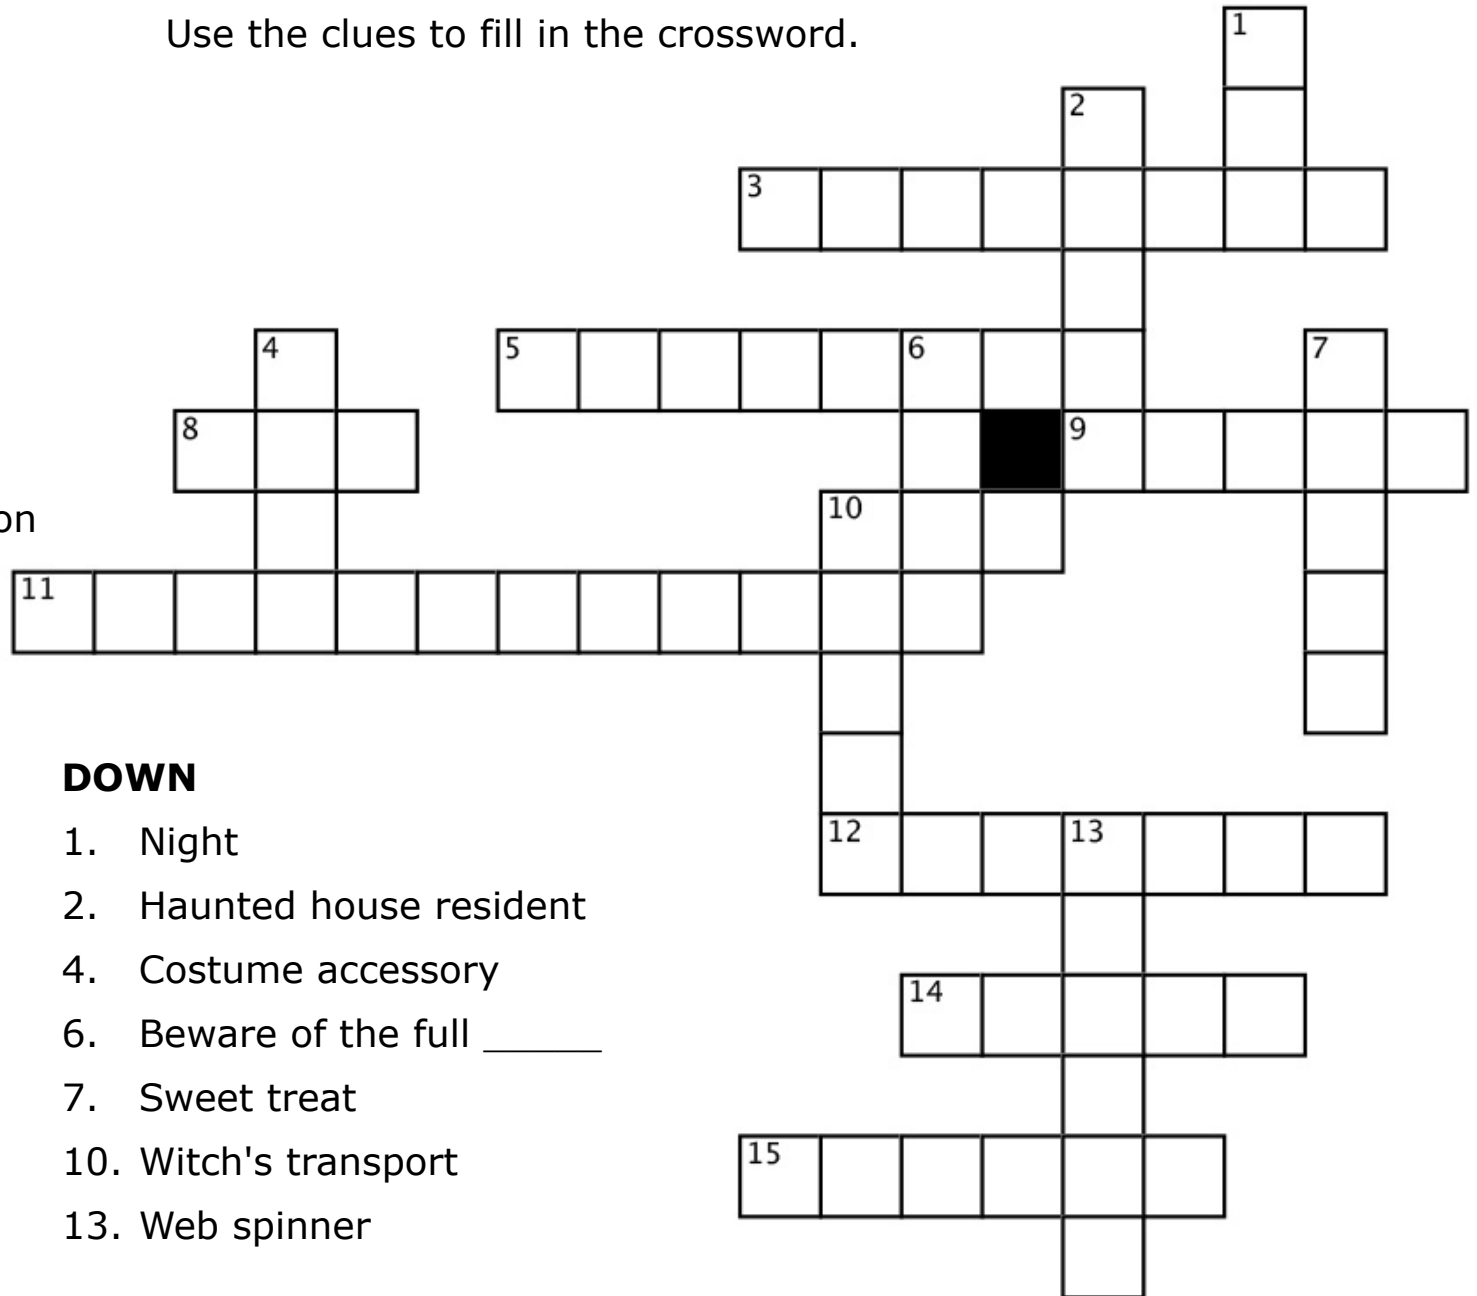 Use the clues to fill in the crossword.
1
2
3
4
5
6
7
8
9
on
10
11
DOWN
1. Night
12
13
2. Haunted house resident
4. Costume accessory
14
6. Beware of the full ______
7. Sweet treat
10. Witch's transport
15
13. Web spinner